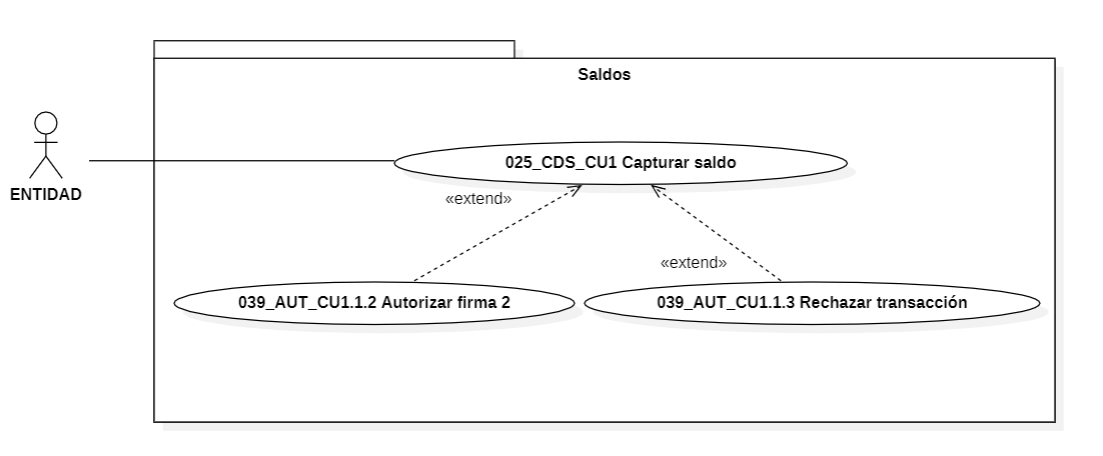 Saldos
ENTIDAD
025_CDS_CU1 Capturar saldo
«extend»
«extend»
039_AUT_CU1.1.2 Autorizar firma 2
039_AUT_CU1.1.3 Rechazar transacción